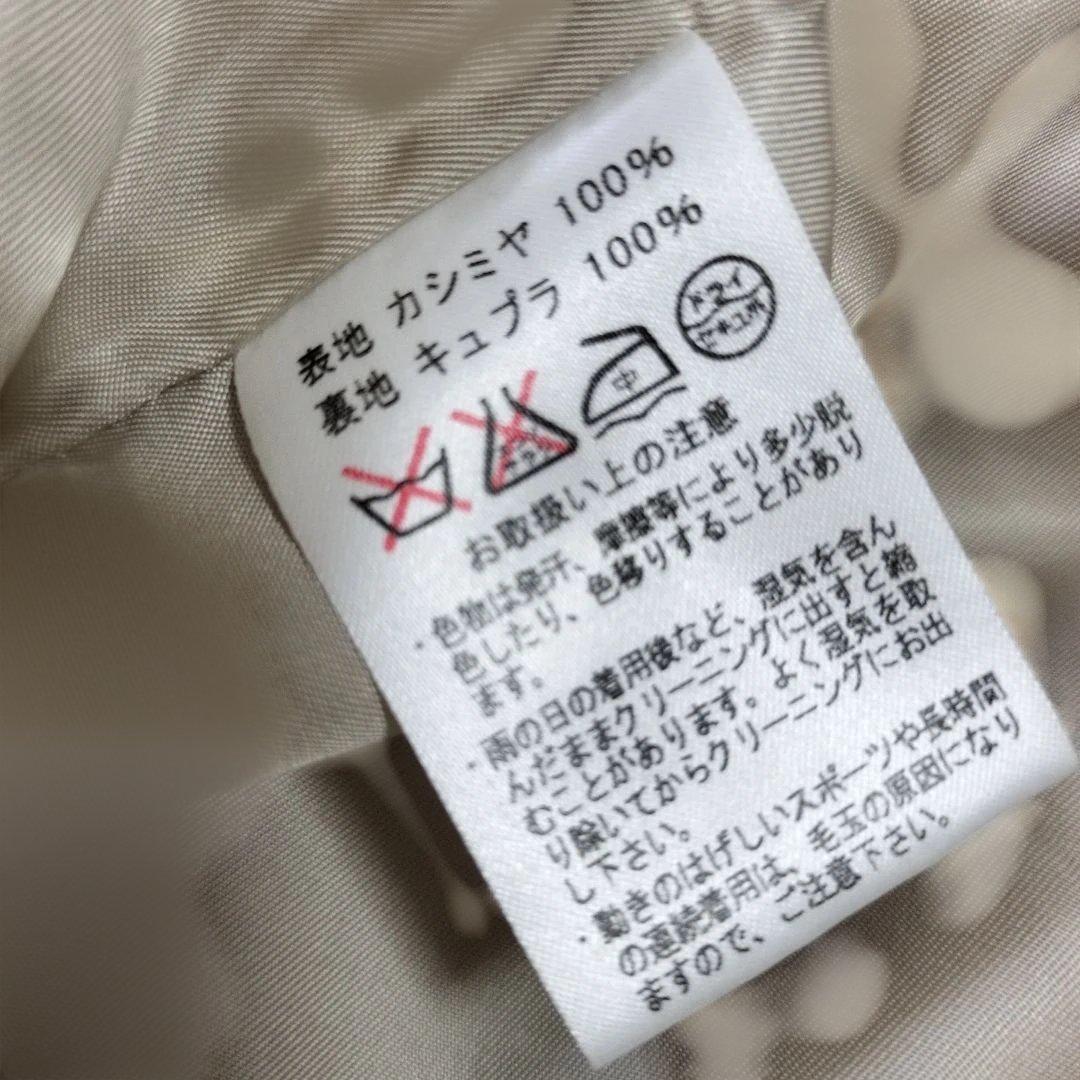 表地 カシミヤ 100%
裏地 キュプラ 100%
中
ドライ
セキユ系
お取扱い上の注意
・色物は発汗、摩擦等により多少脱
色したり、色移りすることがあり
ます。
・雨の日の着用後など、湿気を含ん
んだままクリーニングに出すと縮
むことがあります。よく湿気を取
り除いてからクリーニングにお出
し下さい。
・動きのはげしいスポーツや長時間
の連続着用は、毛玉の原因になり
ますので、ご注意下さい。